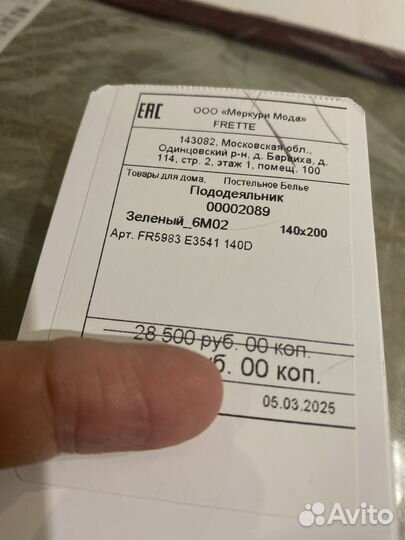 ЕАС ООО «Меркури Мода»
FRETTE
143082, Московская обл.,
Одинцовский р-н, д. Барвиха, д.
114, стр. 2, этаж 1, помещ. 100
Товары для дома, Постельное Белье
Пододеяльник
00002089
Зеленый_6М02 140x200
Арт. FR5983 E3541 140D
28 500 руб. 00 коп.
уб. 00 коп.
05.03.2025
Avito